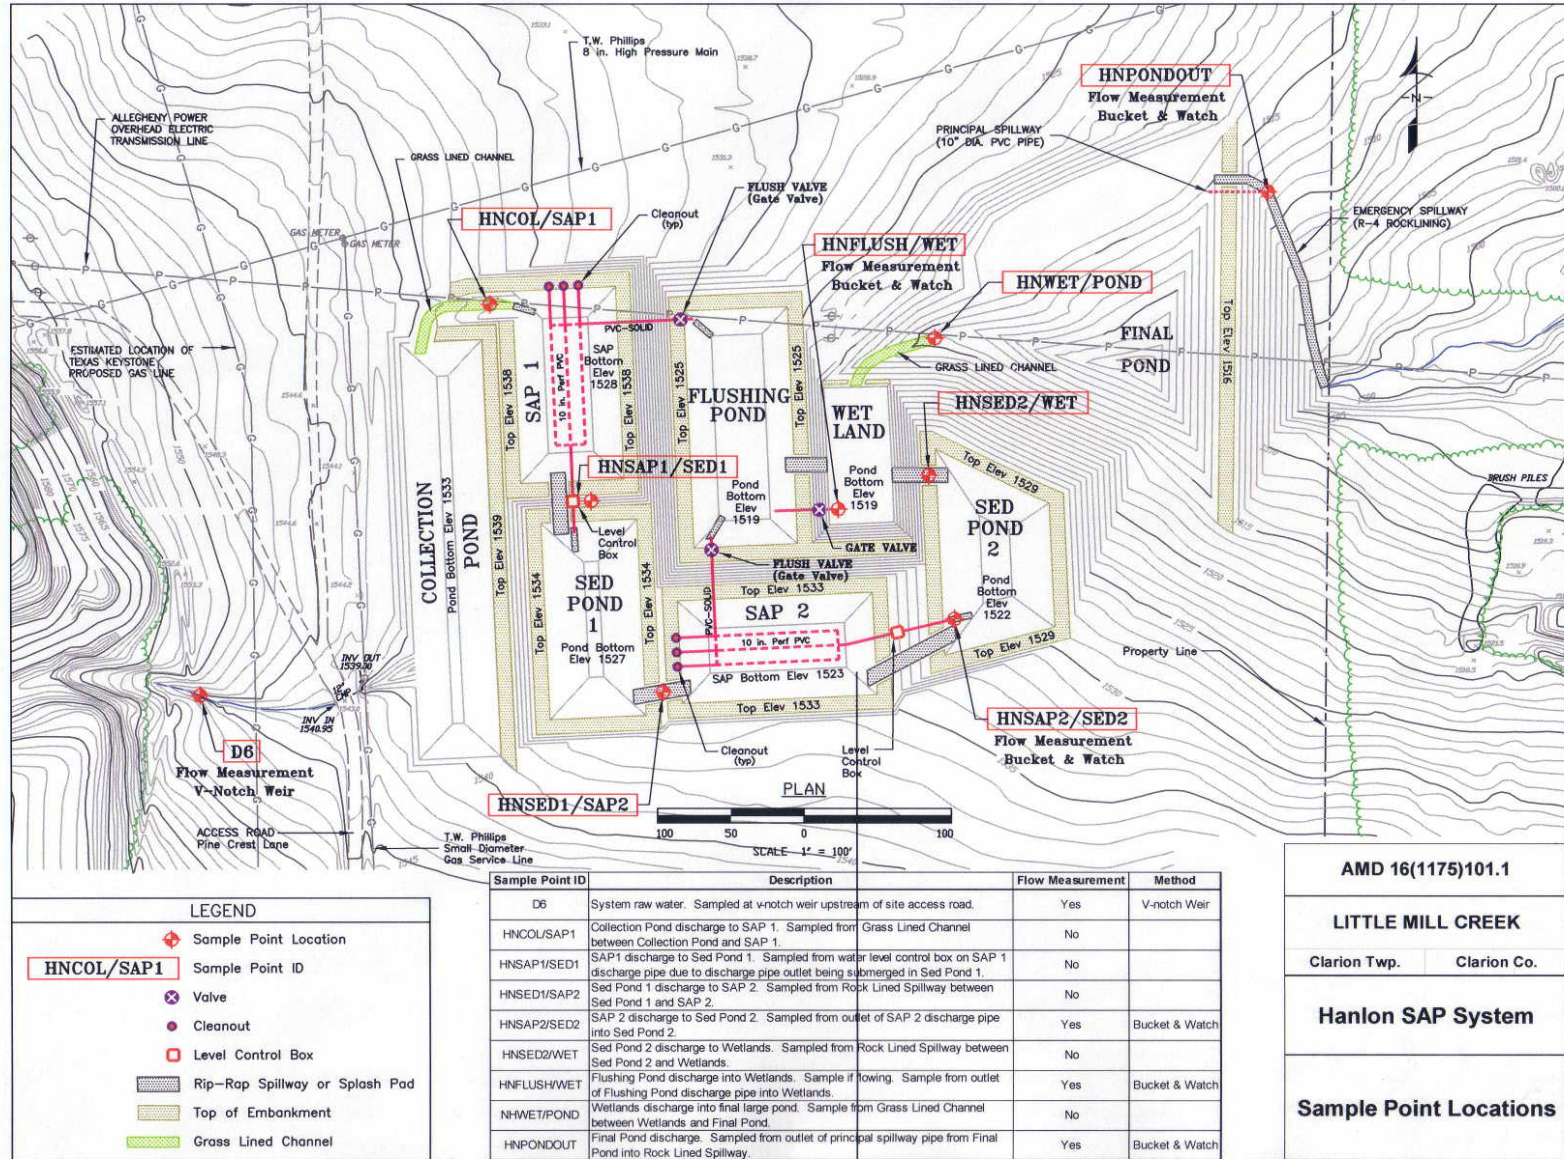 T.W. Phillips
8 in. High Pressure Main
ALLEGHENY POWER
OVERHEAD ELECTRIC
TRANSMISSION LINE
GRASS LINED CHANNEL
HNCOL/SAP1
Cleanout
(typ)
FLUSH VALVE
(Gate Valve)
HNFLUSH/WET
Flow Measurement
Bucket & Watch
HNWET/POND
HNPONDOUT
Flow Measurement
Bucket & Watch
PRINCIPAL SPILLWAY
(10" DIA. PVC PIPE)
EMERGENCY SPILLWAY
(R-4 ROCKLINING)
N
GAS METER
GAS METER
ESTIMATED LOCATION OF
TEXAS KEYSTONE
PROPOSED GAS LINE
PVC-SOLID
SAP 1
10 in. Perf PVC
SAP
Bottom
Elev
1528
Top Elev 1538
Top Elev 1538
Top Elev 1525
FLUSHING
POND
Top Elev 1525
Pond
Bottom
Elev
1519
WET
LAND
Pond
Bottom
Elev
1519
GRASS LINED CHANNEL
FINAL
POND
Top Elev 1516
HNSED2/WET
HNSAP1/SED1
Level
Control
Box
COLLECTION
POND
Pond Bottom Elev 1533
Top Elev 1539
Top Elev 1534
SED
POND
1
Pond Bottom
Elev 1527
Top Elev 1534
GATE VALVE
FLUSH VALVE
(Gate Valve)
Top Elev 1533
PVC-SOLID
SAP 2
10 in. Perf PVC
SAP Bottom Elev 1523
Top Elev 1533
Top Elev 1529
SED
POND
2
Pond
Bottom
Elev
1522
Top Elev 1529
BRUSH PILES
Property Line
INV OUT
1539.00
12"
CMP
INV IN
1540.95
D6
Flow Measurement
V-Notch Weir
ACCESS ROAD
Pine Crest Lane
T.W. Phillips
Small Diameter
Gas Service Line
HNSED1/SAP2
Cleanout
(typ)
Level
Control
Box
HNSAP2/SED2
Flow Measurement
Bucket & Watch
PLAN
100 50 0 100
SCALE 1" = 100'
LEGEND
Sample Point Location
HNCOL/SAP1 Sample Point ID
Valve
Cleanout
Level Control Box
Rip-Rap Spillway or Splash Pad
Top of Embankment
Grass Lined Channel
Sample Point ID Description Flow Measurement Method
D6 System raw water. Sampled at v-notch weir upstream of site access road. Yes V-notch Weir
HNCOL/SAP1 Collection Pond discharge to SAP 1. Sampled from Grass Lined Channel between Collection Pond and SAP 1. No
HNSAP1/SED1 SAP1 discharge to Sed Pond 1. Sampled from water level control box on SAP 1 discharge pipe due to discharge pipe outlet being submerged in Sed Pond 1. No
HNSED1/SAP2 Sed Pond 1 discharge to SAP 2. Sampled from Rock Lined Spillway between Sed Pond 1 and SAP 2. No
HNSAP2/SED2 SAP 2 discharge to Sed Pond 2. Sampled from outlet of SAP 2 discharge pipe into Sed Pond 2. Yes Bucket & Watch
HNSED2/WET Sed Pond 2 discharge to Wetlands. Sampled from Rock Lined Spillway between Sed Pond 2 and Wetlands. No
HNFLUSH/WET Flushing Pond discharge into Wetlands. Sample if flowing. Sample from outlet of Flushing Pond discharge pipe into Wetlands. Yes Bucket & Watch
NHWET/POND Wetlands discharge into final large pond. Sample from Grass Lined Channel between Wetlands and Final Pond. No
HNPONDOUT Final Pond discharge. Sampled from outlet of principal spillway pipe from Final Pond into Rock Lined Spillway. Yes Bucket & Watch
AMD 16(1175)101.1
LITTLE MILL CREEK
Clarion Twp. Clarion Co.
Hanlon SAP System
Sample Point Locations